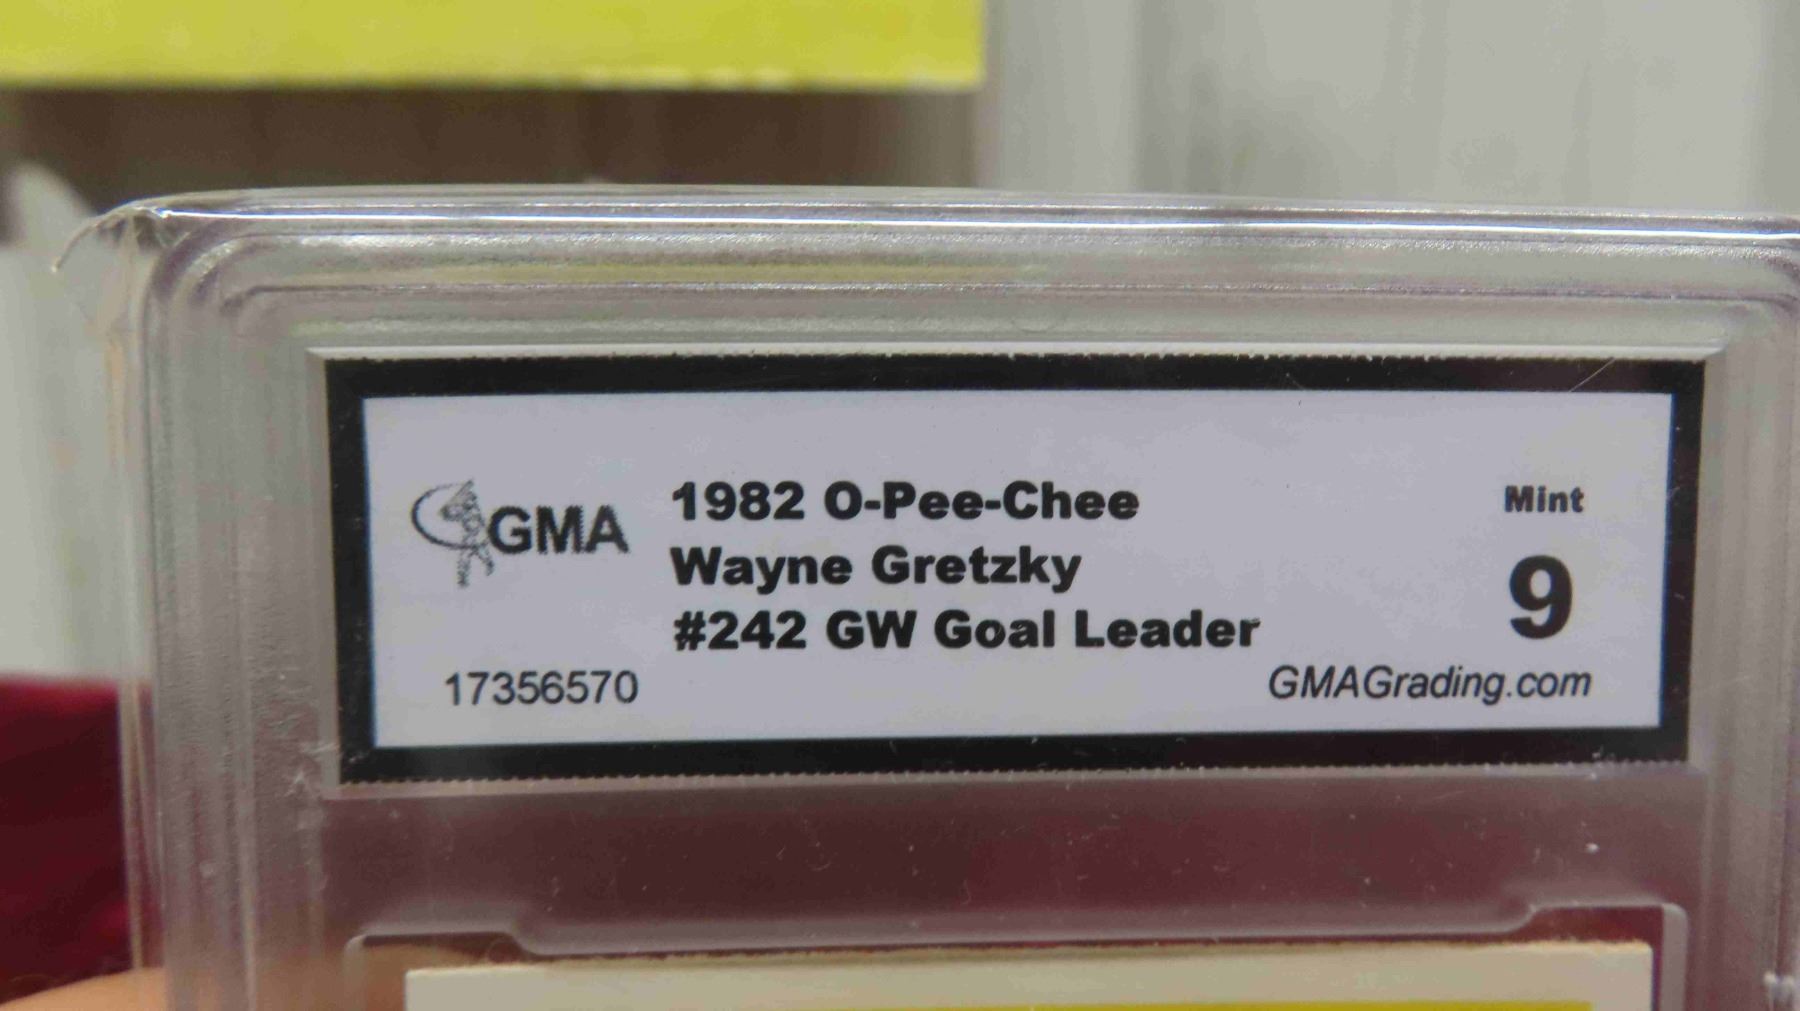 GMA
1982 O-Pee-Chee
Wayne Gretzky
#242 GW Goal Leader
Mint
9
17356570
GMAGrading.com